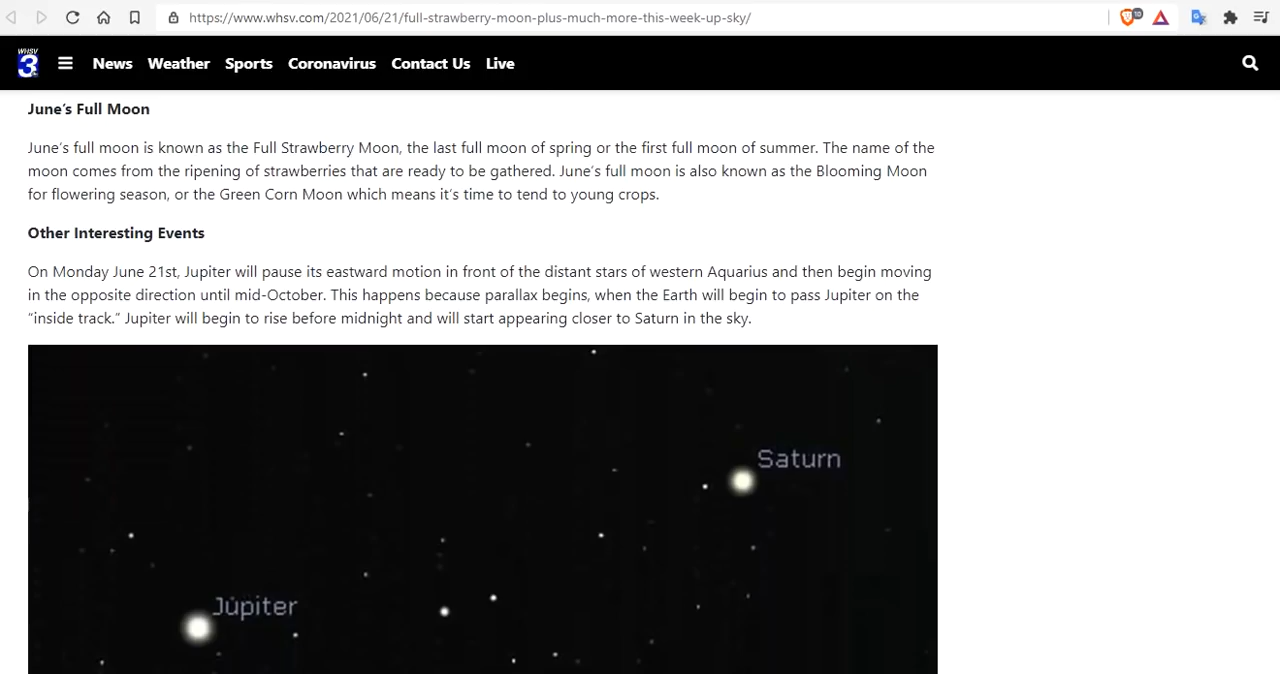 https://www.whsv.com/2021/06/21/full-strawberry-moon-plus-much-more-this-week-up-sky/
10
WHSV
3
News Weather Sports Coronavirus Contact Us Live
June's Full Moon
June's full moon is known as the Full Strawberry Moon, the last full moon of spring or the first full moon of summer. The name of the
moon comes from the ripening of strawberries that are ready to be gathered. June's full moon is also known as the Blooming Moon
for flowering season, or the Green Corn Moon which means it's time to tend to young crops.
Other Interesting Events
On Monday June 21st, Jupiter will pause its eastward motion in front of the distant stars of western Aquarius and then begin moving
in the opposite direction until mid-October. This happens because parallax begins, when the Earth will begin to pass Jupiter on the
“inside track.” Jupiter will begin to rise before midnight and will start appearing closer to Saturn in the sky.
Saturn
Jupiter